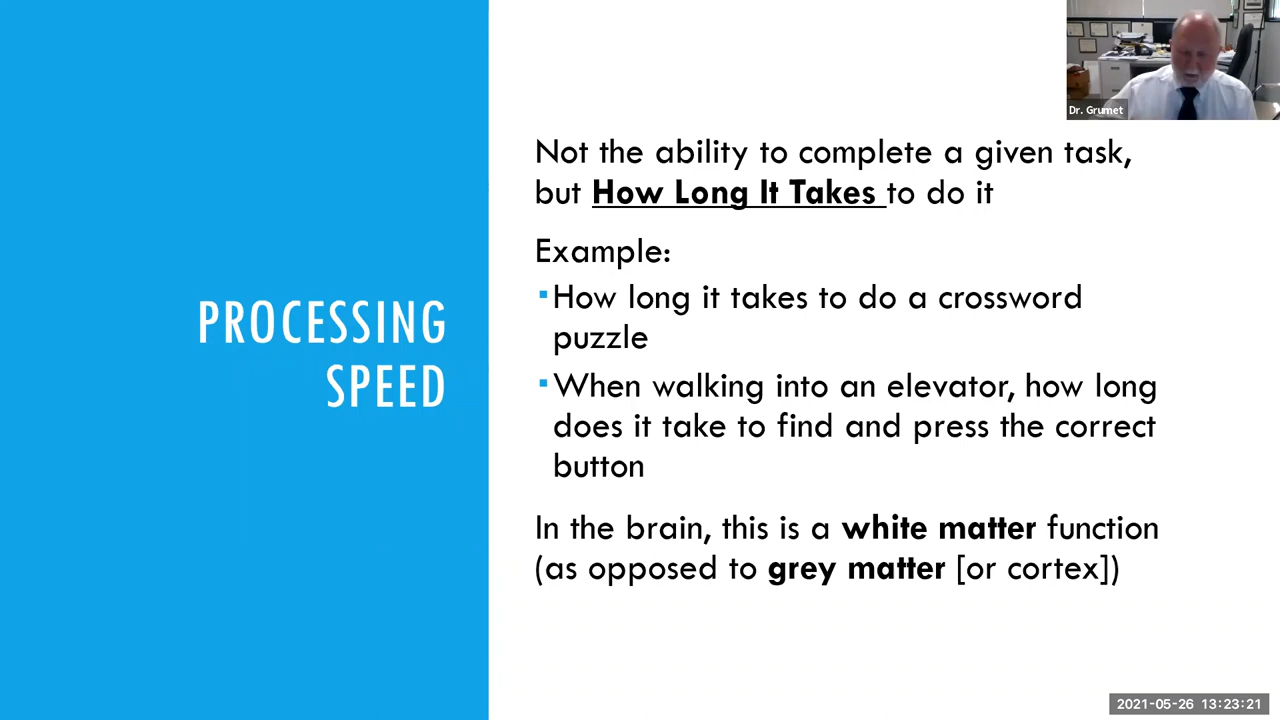 PROCESSING
SPEED
Not the ability to complete a given task,
but How Long It Takes to do it
Example:
▪How long it takes to do a crossword
puzzle
▪When walking into an elevator, how long
does it take to find and press the correct
button
In the brain, this is a white matter function
(as opposed to grey matter [or cortex])
Dr. Grumet
2021-05-26 13:23:21